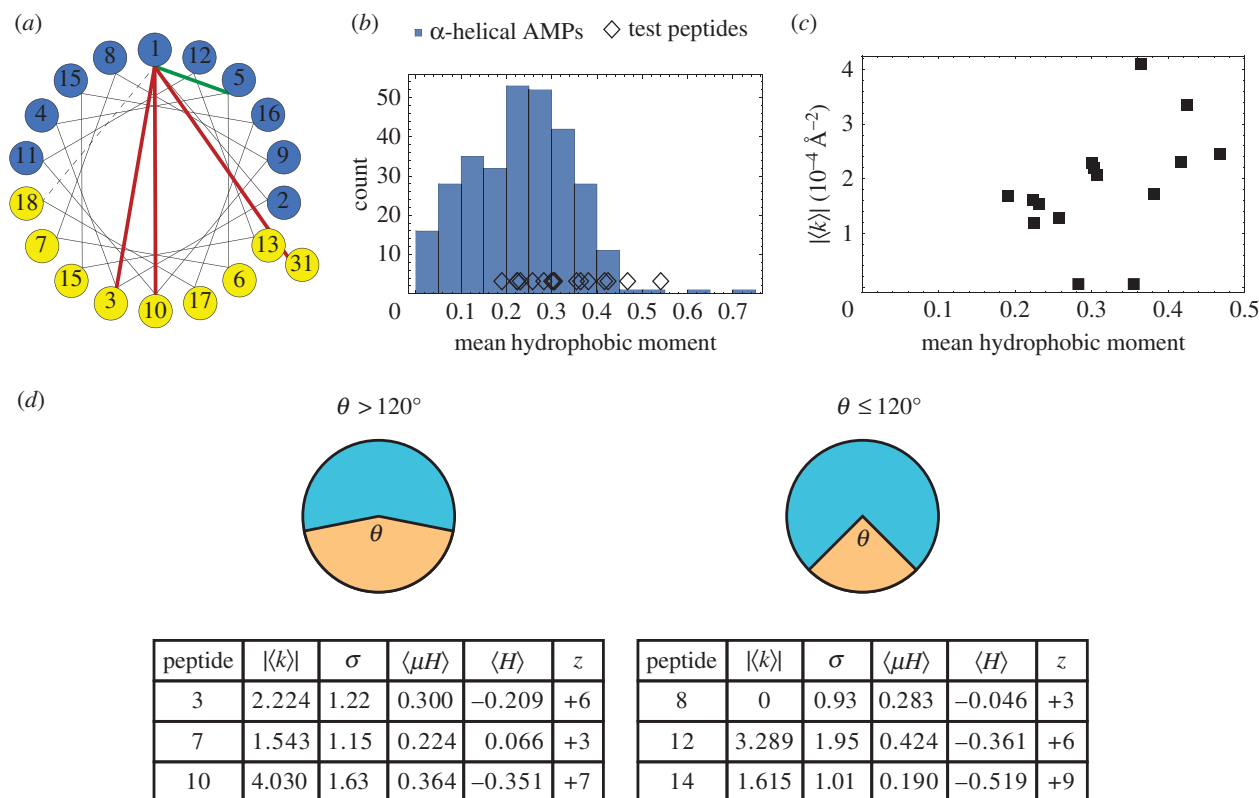 (a)
1
8
12
15
5
4
16
11
9
18
2
7
13
31
15
6
3
10
17
(b)
α-helical AMPs ◇ test peptides
50
40
30
20
10
0
0.1 0.2 0.3 0.4 0.5 0.6 0.7
count
mean hydrophobic moment
(c)
4
3
2
1
0
0.1 0.2 0.3 0.4 0.5
|⟨k⟩| (10⁻⁴ Å⁻²)
mean hydrophobic moment
(d)
θ > 120°
θ
peptide |⟨k⟩| σ ⟨μH⟩ ⟨H⟩ z
3 2.224 1.22 0.300 –0.209 +6
7 1.543 1.15 0.224 0.066 +3
10 4.030 1.63 0.364 –0.351 +7
θ ≤ 120°
θ
peptide |⟨k⟩| σ ⟨μH⟩ ⟨H⟩ z
8 0 0.93 0.283 –0.046 +3
12 3.289 1.95 0.424 –0.361 +6
14 1.615 1.01 0.190 –0.519 +9